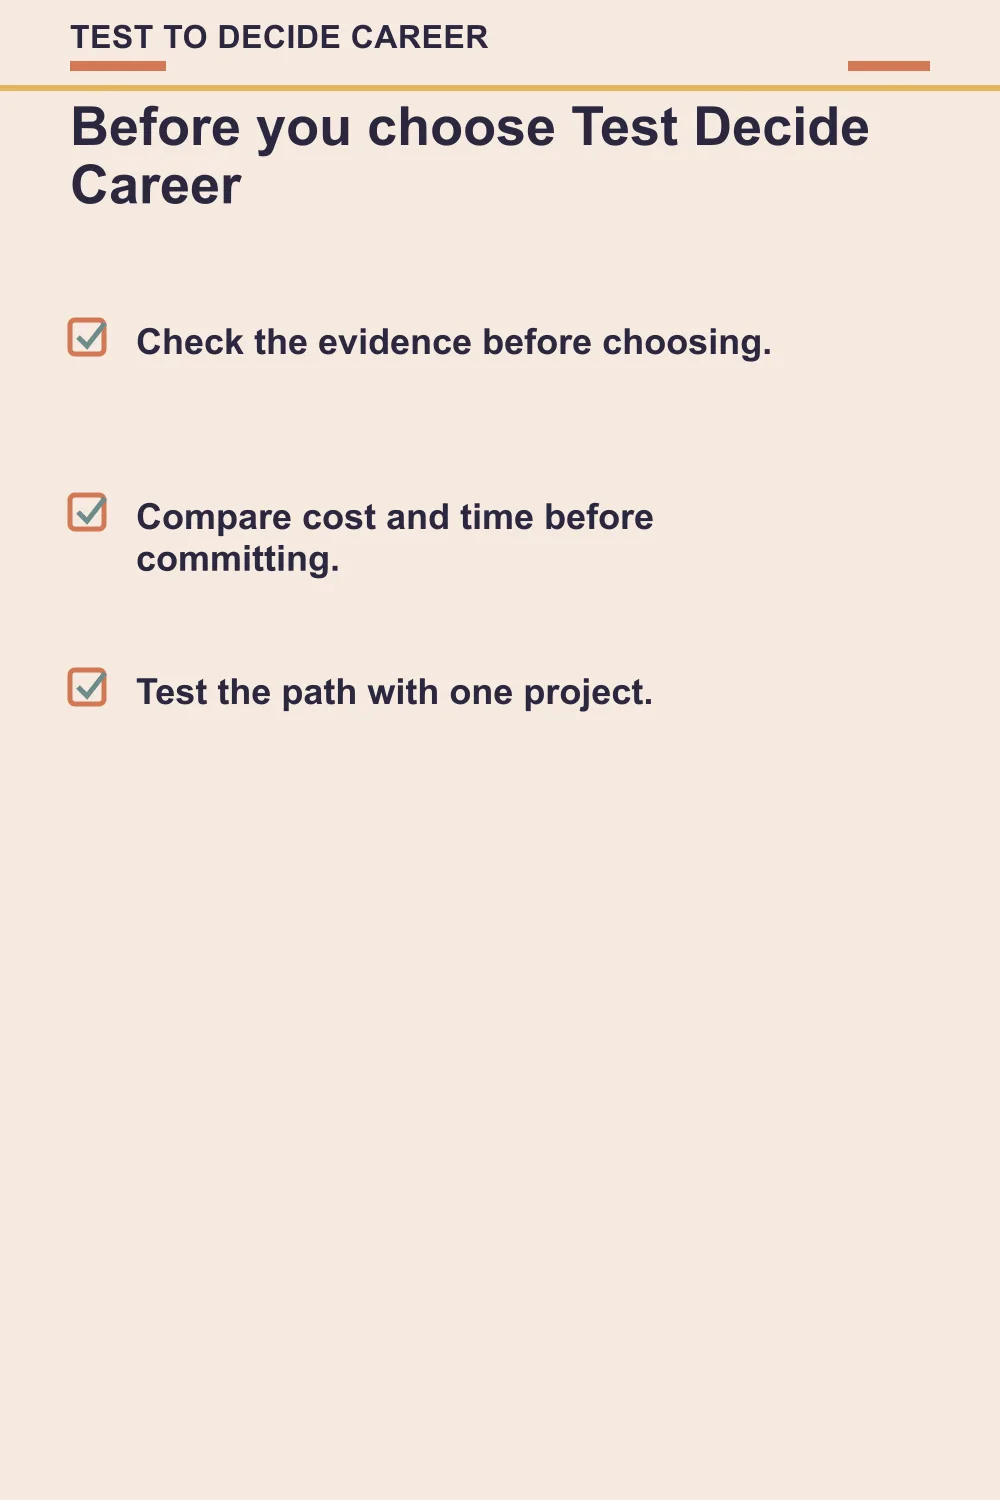 TEST TO DECIDE CAREER
Before you choose Test Decide
Career
Check the evidence before choosing.
Compare cost and time before
committing.
Test the path with one project.